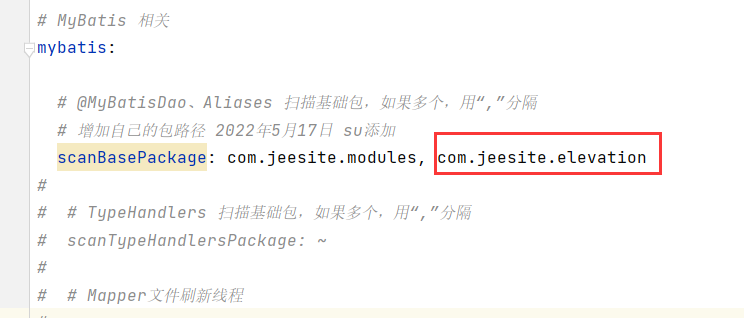 # MyBatis 相关
mybatis:
# @MyBatisDao、Aliases 扫描基础包，如果多个，用“,”分隔
# 增加自己的包路径 2022年5月17日 su添加
scanBasePackage: com.jeesite.modules, com.jeesite.elevation
#
#  # TypeHandlers 扫描基础包，如果多个，用“,”分隔
#  scanTypeHandlersPackage: ~
#
#  # Mapper文件刷新线程
#